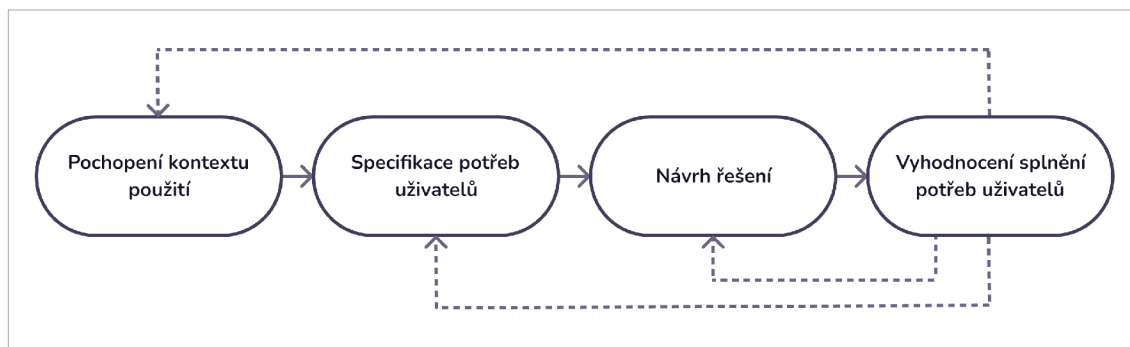 Pochopení kontextu
použití
Specifikace potřeb
uživatelů
Návrh řešení
Vyhodnocení splnění
potřeb uživatelů